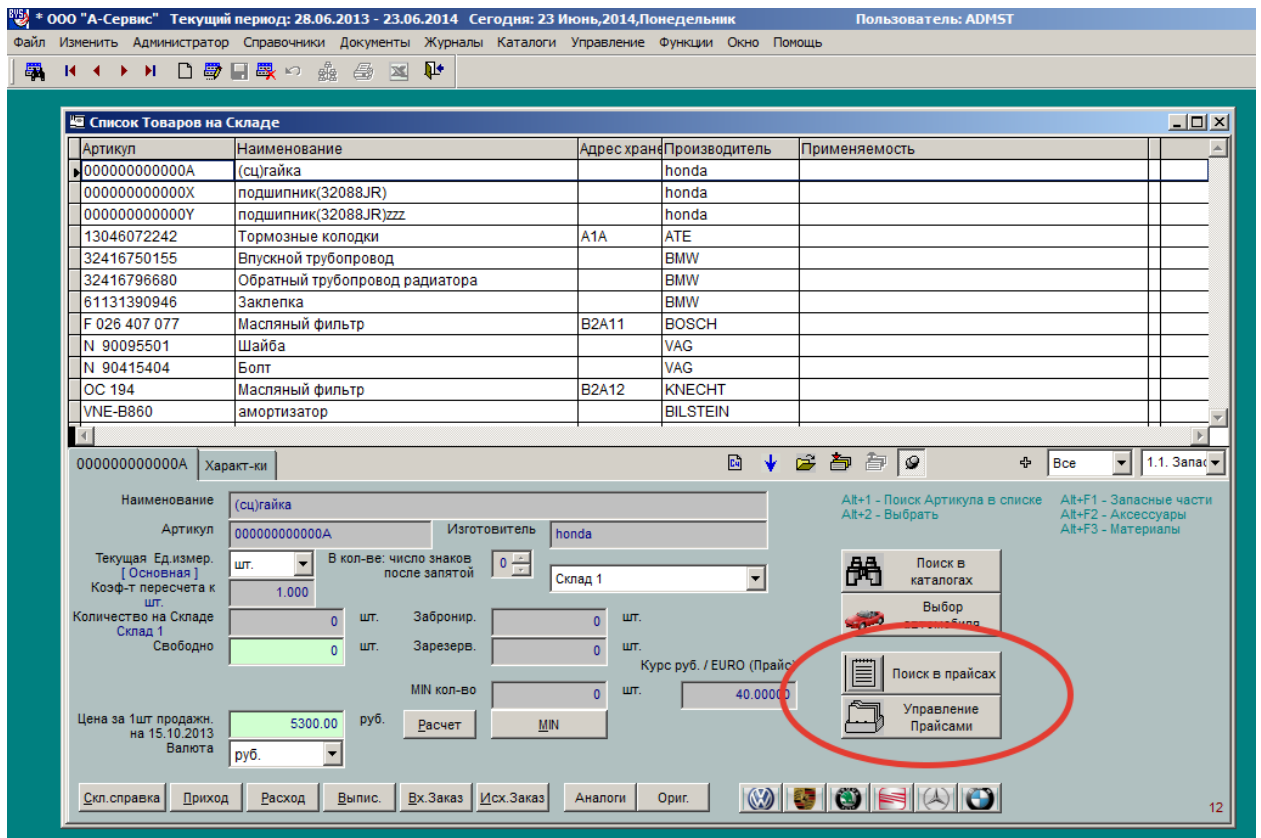 * ООО "А-Сервис" Текущий период: 28.06.2013 - 23.06.2014 Сегодня: 23 Июнь,2014,Понедельник Пользователь: ADMST
Файл Изменить Администратор Справочники Документы Журналы Каталоги Управление Функции Окно Помощь
Список Товаров на Складе
Артикул Наименование Адрес хране Производитель Применяемость
000000000000A (сц)гайка honda
000000000000X подшипник(32088JR) honda
000000000000Y подшипник(32088JR)zzz honda
13046072242 Тормозные колодки A1A ATE
32416750155 Впускной трубопровод BMW
32416796680 Обратный трубопровод радиатора BMW
61131390946 Заклепка BMW
F 026 407 077 Масляный фильтр B2A11 BOSCH
N 90095501 Шайба VAG
N 90415404 Болт VAG
OC 194 Масляный фильтр B2A12 KNECHT
VNE-B860 амортизатор BILSTEIN
000000000000A Характ-ки Сч Все 1.1. Запас
Наименование (сц)гайка Alt+1 - Поиск Артикула в списке Alt+F1 - Запасные части
Alt+2 - Выбрать Alt+F2 - Аксессуары
Артикул 000000000000A Изготовитель honda Alt+F3 - Материалы
Текущая Ед.измер. шт. В кол-ве: число знаков 0
[ Основная ] после запятой Склад 1 Поиск в
каталогах
Коэф-т пересчета к 1.000
шт.
Количество на Складе 0 шт. Забронир. 0 шт. Выбор
Склад 1 автомобиля
Свободно 0 шт. Зарезерв. 0 шт.
Курс руб. / EURO (Прайс) Поиск в прайсах
MIN кол-во 0 шт. 40.00000
Управление
Прайсами
Цена за 1шт продажн. 5300.00 руб. Расчет MIN
на 15.10.2013
Валюта руб.
Скл.справка Приход Расход Выпис. Вх.Заказ Исх.Заказ Аналоги Ориг. 12